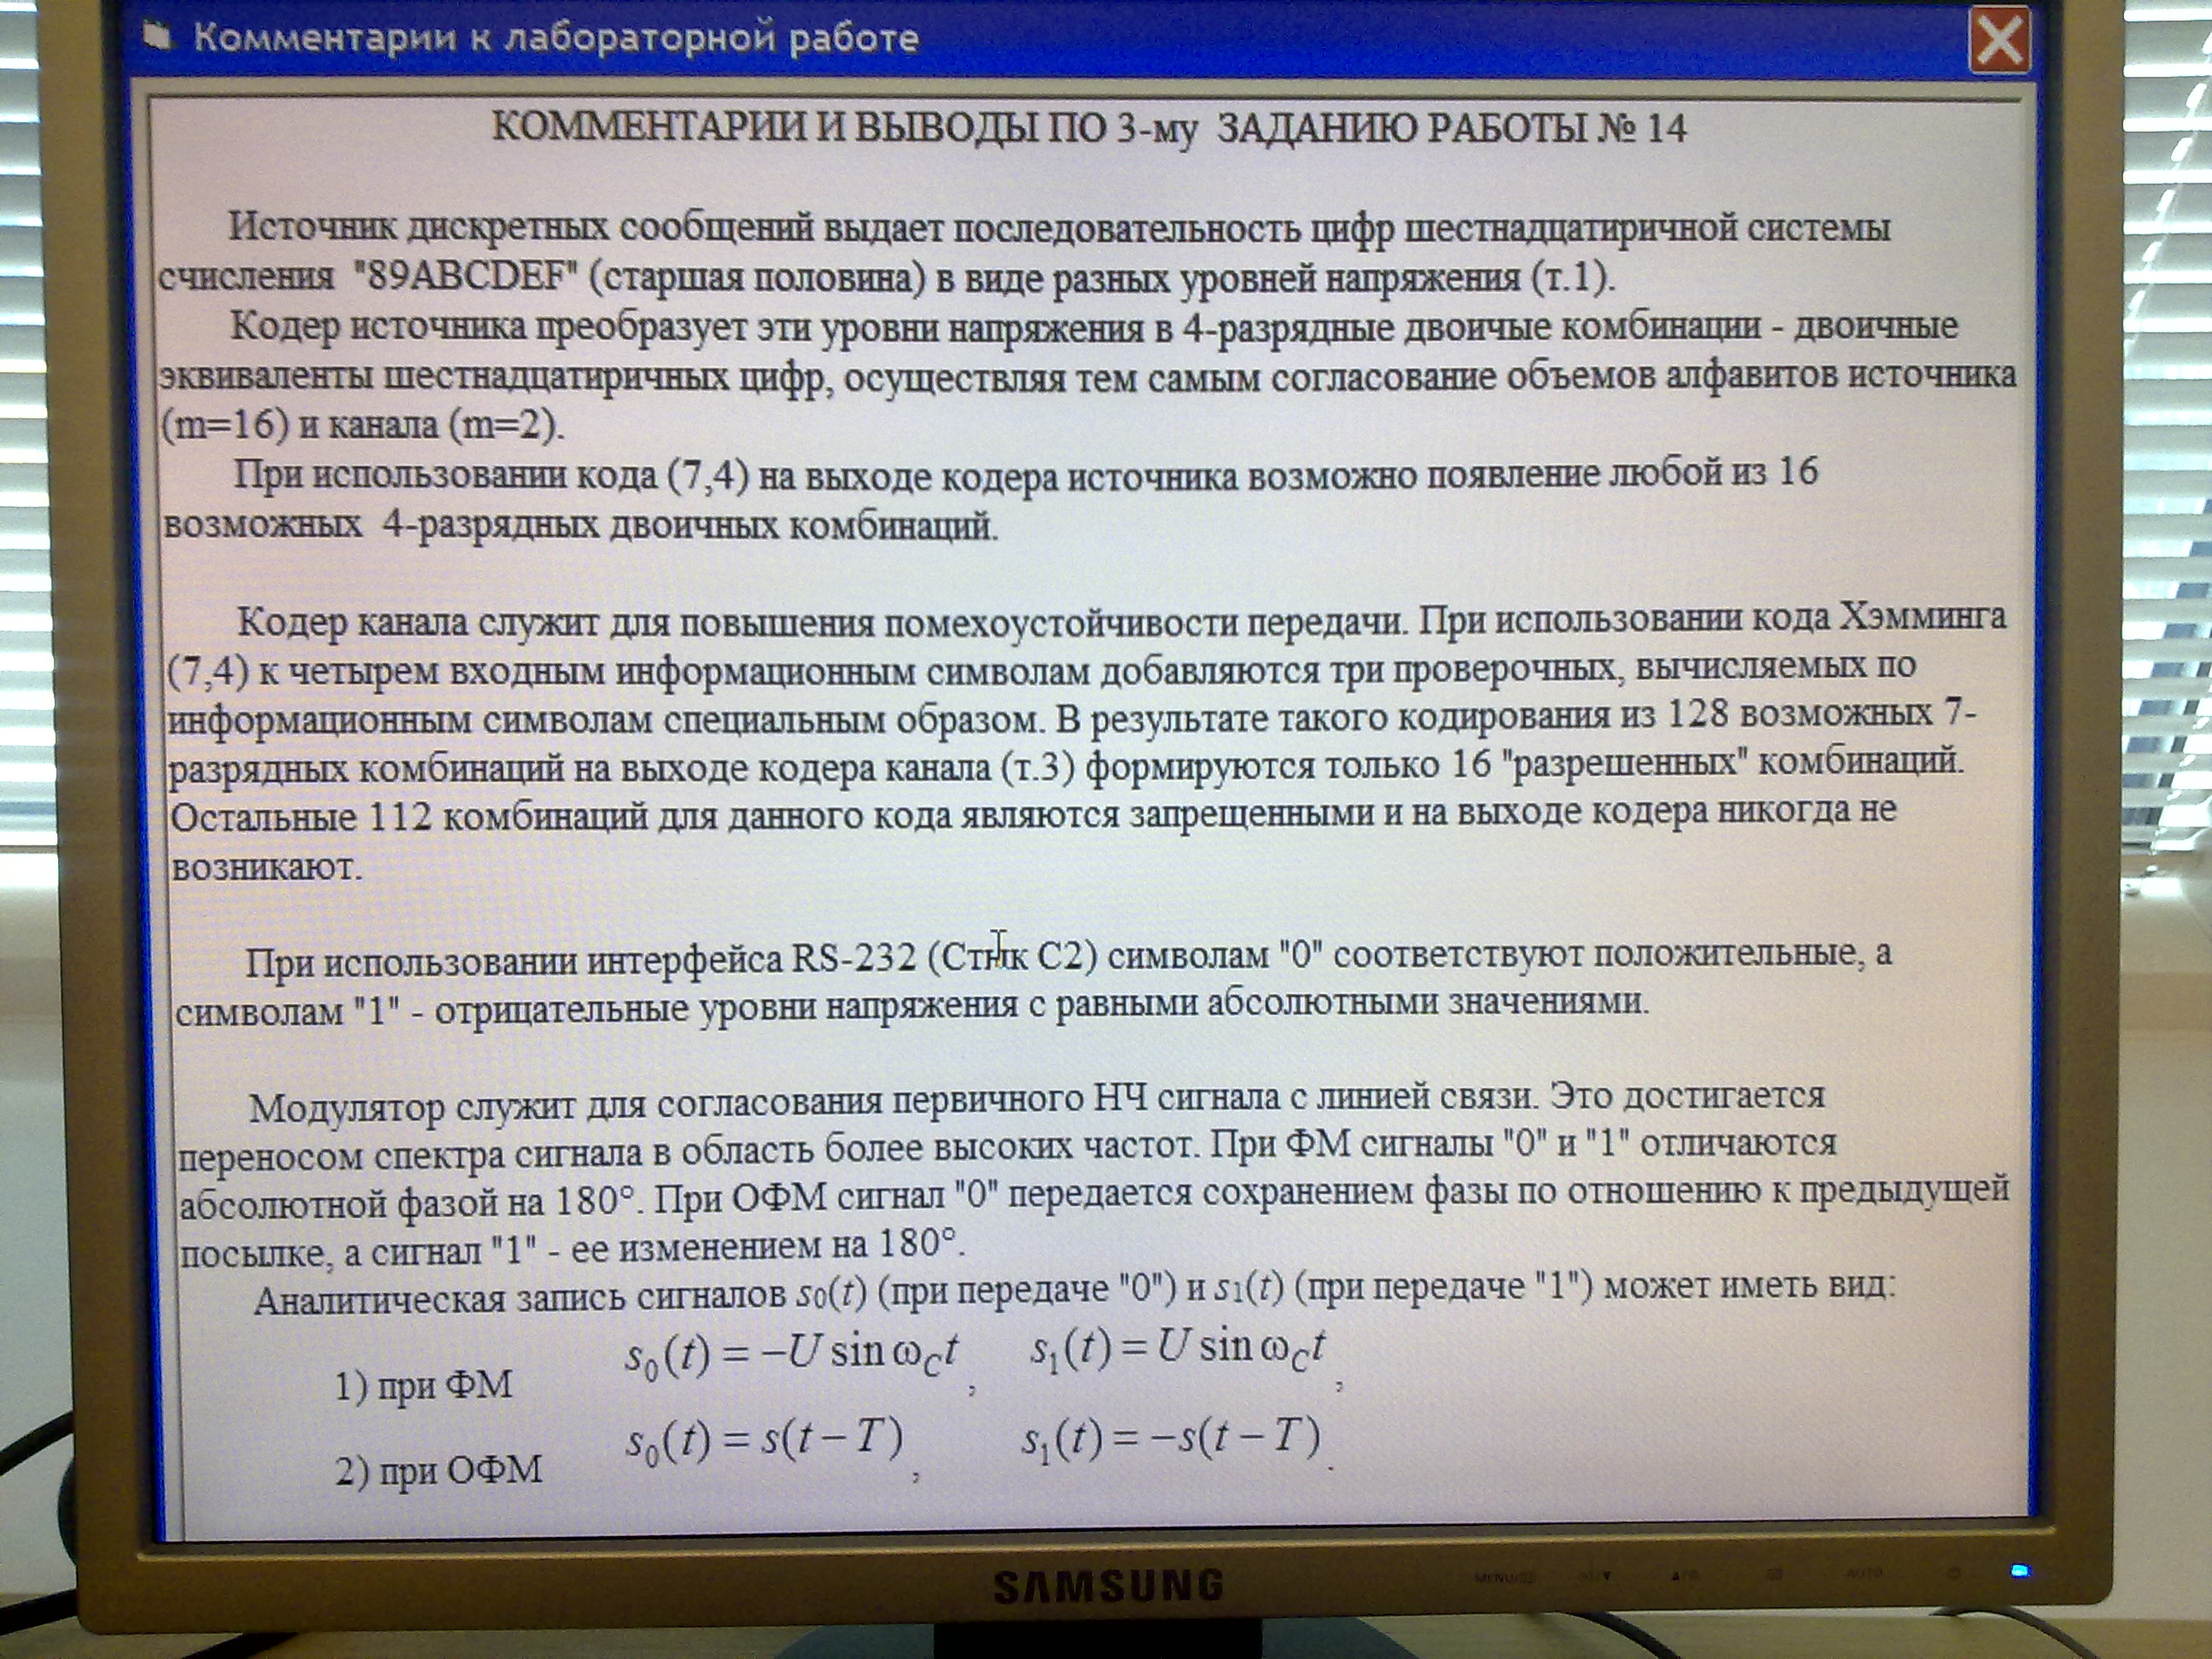 Комментарии к лабораторной работе
КОММЕНТАРИИ И ВЫВОДЫ ПО 3-му ЗАДАНИЮ РАБОТЫ № 14
Источник дискретных сообщений выдает последовательность цифр шестнадцатиричной системы
счисления "89ABCDEF" (старшая половина) в виде разных уровней напряжения (т.1).
Кодер источника преобразует эти уровни напряжения в 4-разрядные двоичые комбинации - двоичные
эквиваленты шестнадцатиричных цифр, осуществляя тем самым согласование объемов алфавитов источника
(m=16) и канала (m=2).
При использовании кода (7,4) на выходе кодера источника возможно появление любой из 16
возможных 4-разрядных двоичных комбинаций.
Кодер канала служит для повышения помехоустойчивости передачи. При использовании кода Хэмминга
(7,4) к четырем входным информационным символам добавляются три проверочных, вычисляемых по
информационным символам специальным образом. В результате такого кодирования из 128 возможных 7-
разрядных комбинаций на выходе кодера канала (т.3) формируются только 16 "разрешенных" комбинаций.
Остальные 112 комбинаций для данного кода являются запрещенными и на выходе кодера никогда не
возникают.
При использовании интерфейса RS-232 (Стык С2) символам "0" соответствуют положительные, а
символам "1" - отрицательные уровни напряжения с равными абсолютными значениями.
Модулятор служит для согласования первичного НЧ сигнала с линией связи. Это достигается
переносом спектра сигнала в область более высоких частот. При ФМ сигналы "0" и "1" отличаются
абсолютной фазой на 180°. При ОФМ сигнал "0" передается сохранением фазы по отношению к предыдущей
посылке, а сигнал "1" - ее изменением на 180°.
Аналитическая запись сигналов s0(t) (при передаче "0") и s1(t) (при передаче "1") может иметь вид:
1) при ФМ s₀(t) = −U sin ω_C t, s₁(t) = U sin ω_C t,
2) при ОФМ s₀(t) = s(t − T), s₁(t) = −s(t − T).
SAMSUNG